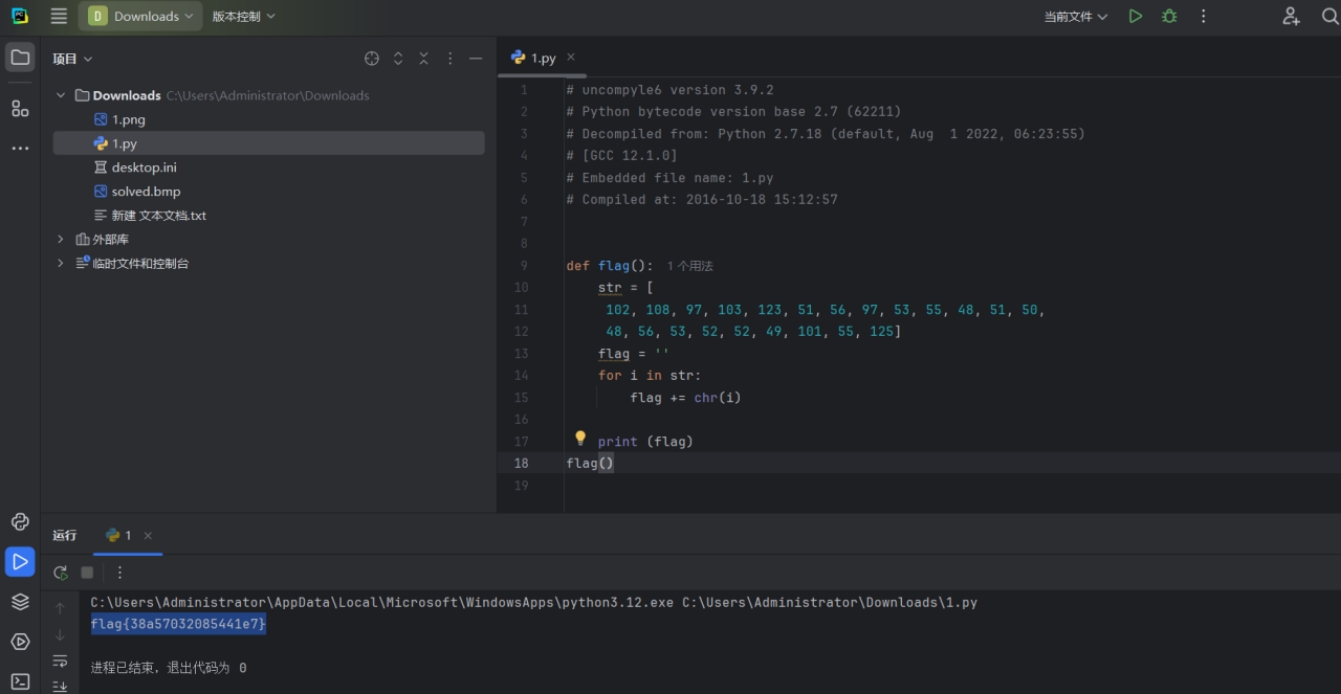 D Downloads 版本控制 当前文件
项目
1.py
Downloads C:\Users\Administrator\Downloads
1.png
1.py
desktop.ini
solved.bmp
新建 文本文档.txt
外部库
临时文件和控制台
1 # uncompyle6 version 3.9.2
2 # Python bytecode version base 2.7 (62211)
3 # Decompiled from: Python 2.7.18 (default, Aug  1 2022, 06:23:55)
4 # [GCC 12.1.0]
5 # Embedded file name: 1.py
6 # Compiled at: 2016-10-18 15:12:57
7
8
9 def flag(): 1 个用法
10 str = [
11 102, 108, 97, 103, 123, 51, 56, 97, 53, 55, 48, 51, 50,
12 48, 56, 53, 52, 52, 49, 101, 55, 125]
13 flag = ''
14 for i in str:
15 flag += chr(i)
16
17 print (flag)
18 flag()
19
运行 1
C:\Users\Administrator\AppData\Local\Microsoft\WindowsApps\python3.12.exe C:\Users\Administrator\Downloads\1.py
flag{38a57032085441e7}
进程已结束，退出代码为 0